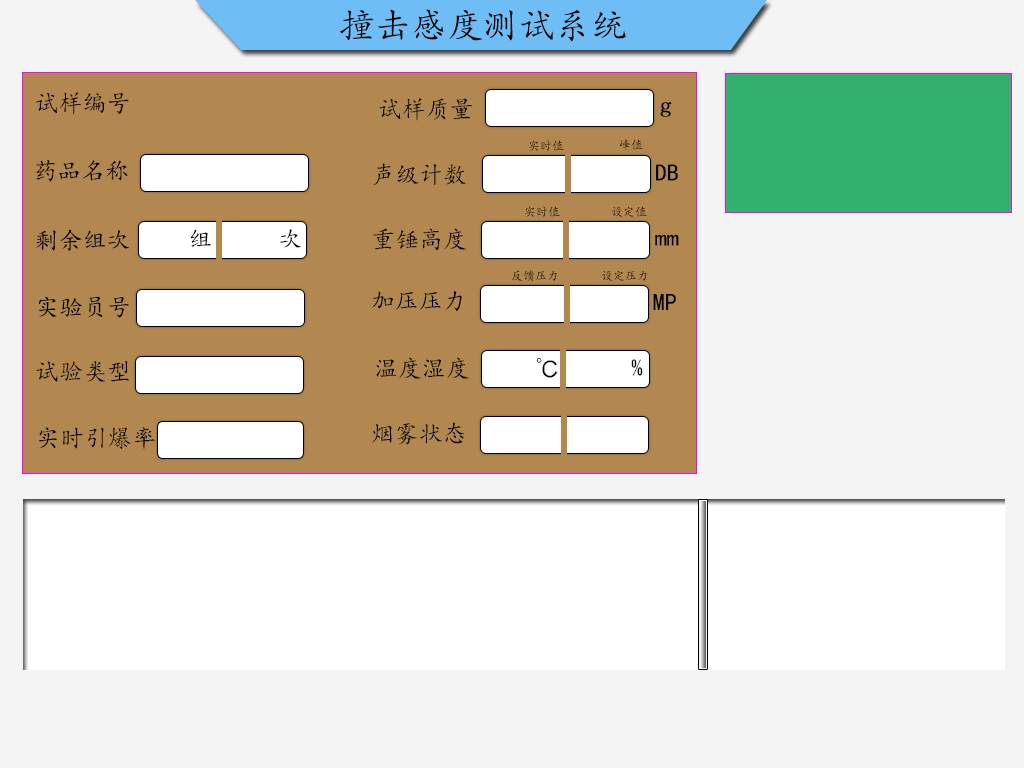 撞击感度测试系统
试样编号
试样质量 g
实时值 峰值
药品名称
声级计数 DB
实时值 设定值
剩余组次 组 次
重锤高度 mm
反馈压力 设定压力
实验员号
加压压力 MP
试验类型
温度湿度 ℃ %
实时引爆率
烟雾状态